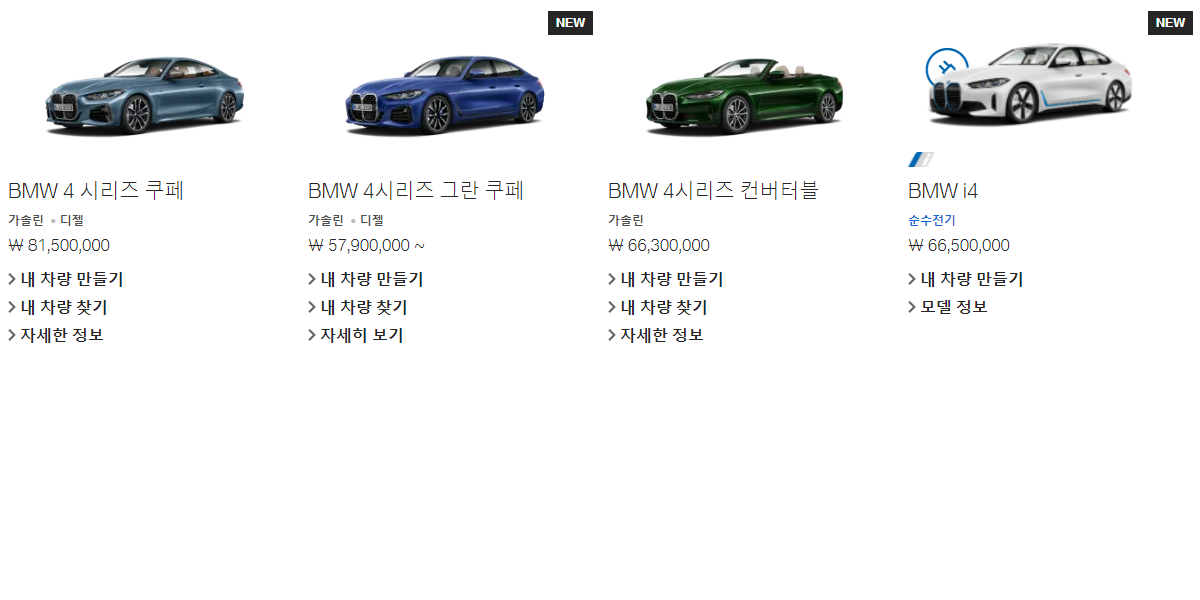 NEW
NEW
BMW 4 시리즈 쿠페
가솔린 • 디젤
₩ 81,500,000
내 차량 만들기
내 차량 찾기
자세한 정보
BMW 4시리즈 그란 쿠페
가솔린 • 디젤
₩ 57,900,000 ~
내 차량 만들기
내 차량 찾기
자세히 보기
BMW 4시리즈 컨버터블
가솔린
₩ 66,300,000
내 차량 만들기
내 차량 찾기
자세한 정보
BMW i4
순수전기
₩ 66,500,000
내 차량 만들기
모델 정보